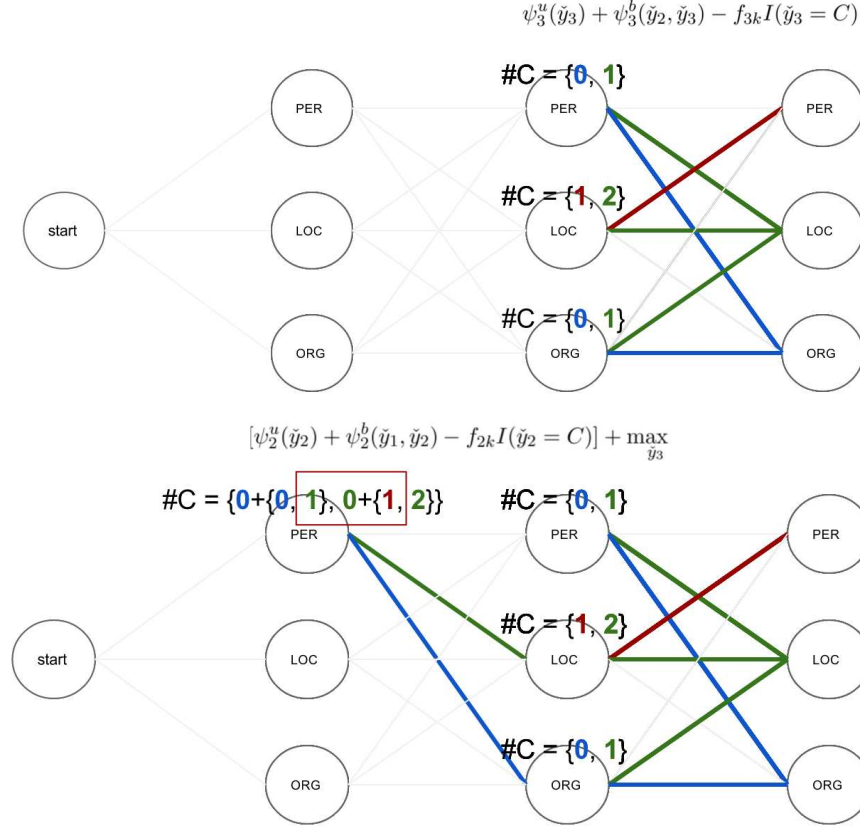 ψ₃ᵘ(y̌₃) + ψ₃ᵇ(y̌₂, y̌₃) − f₃ₖI(y̌₃ = C)
#C = {0, 1}
PER PER PER
#C = {1, 2}
start LOC LOC LOC
#C = {0, 1}
ORG ORG ORG
[ψ₂ᵘ(y̌₂) + ψ₂ᵇ(y̌₁, y̌₂) − f₂ₖI(y̌₂ = C)] + max
y̌₃
#C = {0+{0, 1}, 0+{1, 2}} #C = {0, 1}
PER PER PER
#C = {1, 2}
start LOC LOC LOC
#C = {0, 1}
ORG ORG ORG